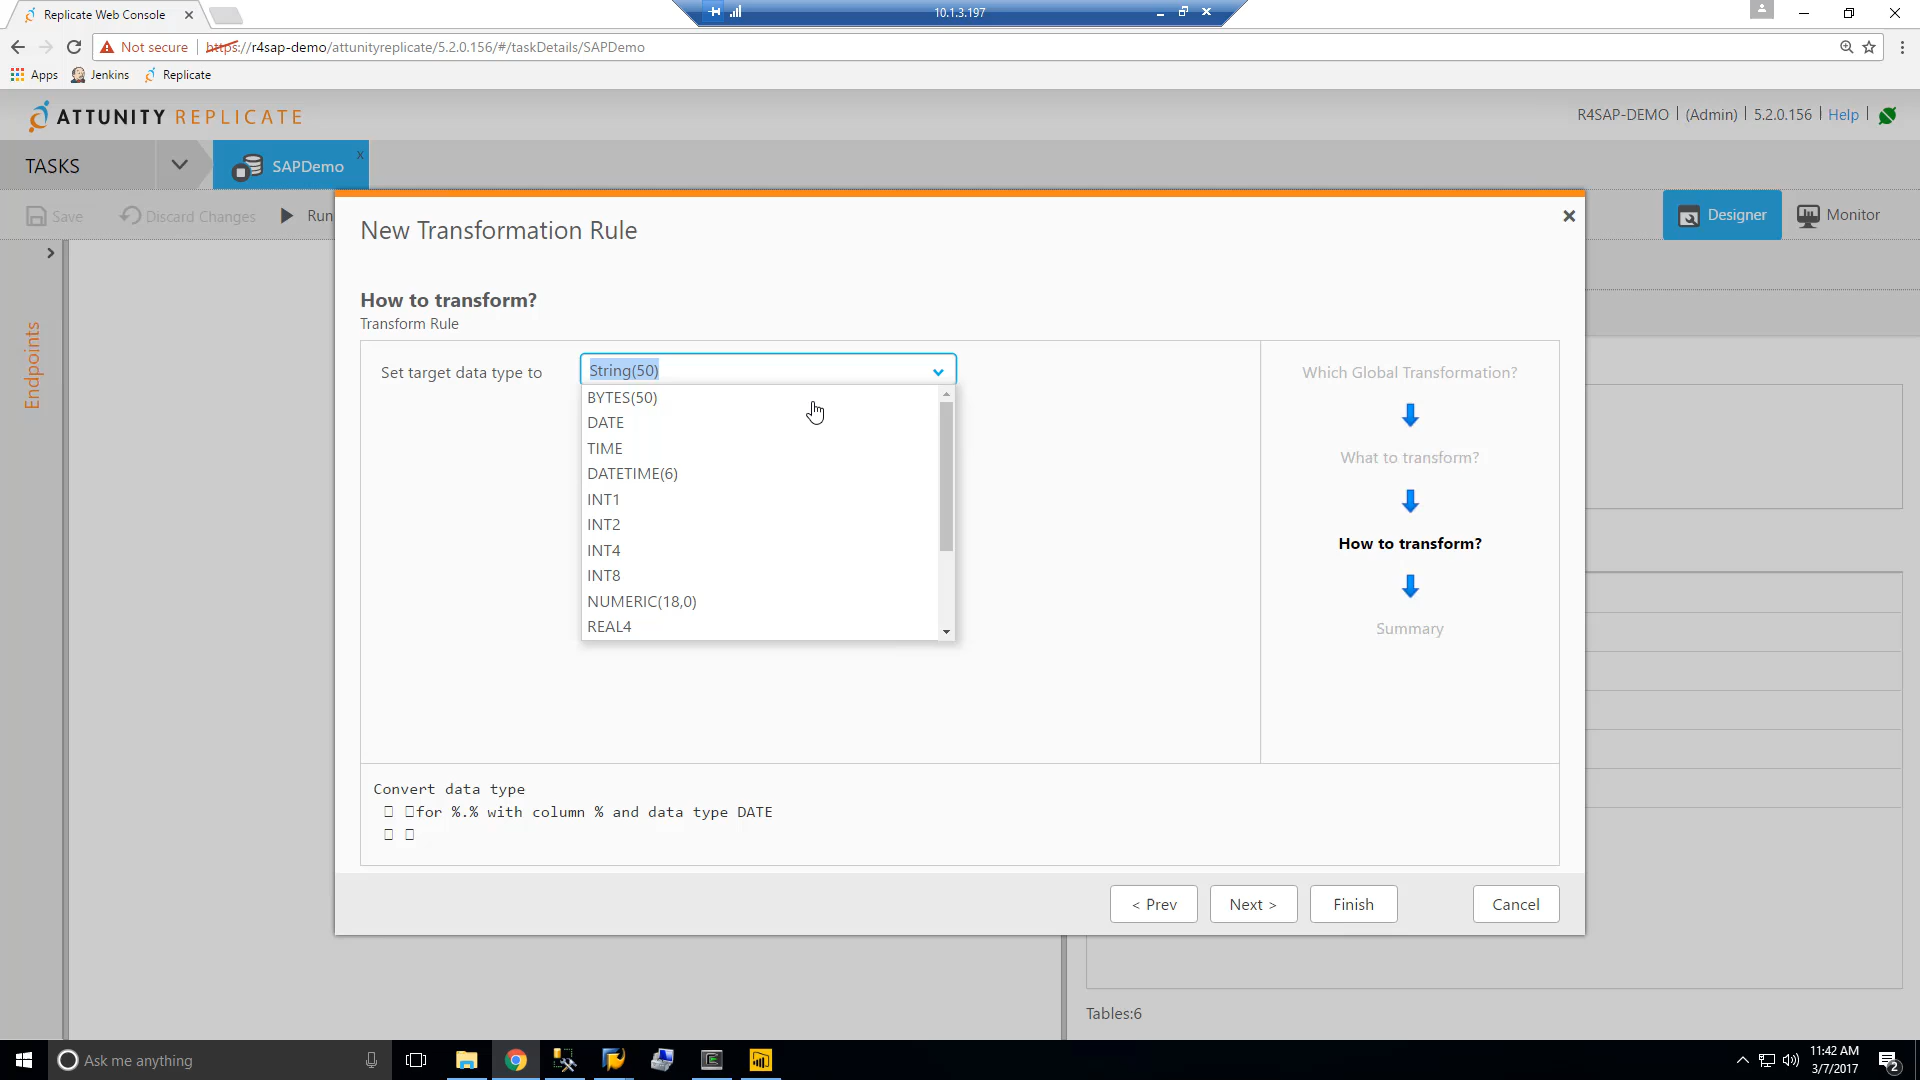 Replicate Web Console
10.1.3.197
Not secure
https://r4sap-demo/attunityreplicate/5.2.0.156/#/taskDetails/SAPDemo
Apps
Jenkins
Replicate
ATTUNITY REPLICATE
R4SAP-DEMO | (Admin) | 5.2.0.156 | Help |
TASKS
SAPDemo
x
Save
Discard Changes
Run
Designer
Monitor
Endpoints
New Transformation Rule
How to transform?
Transform Rule
Set target data type to
String(50)
BYTES(50)
DATE
TIME
DATETIME(6)
INT1
INT2
INT4
INT8
NUMERIC(18,0)
REAL4
Which Global Transformation?
What to transform?
How to transform?
Summary
Convert data type
for %.% with column % and data type DATE
< Prev
Next >
Finish
Cancel
Tables:6
Ask me anything
11:42 AM
3/7/2017
2